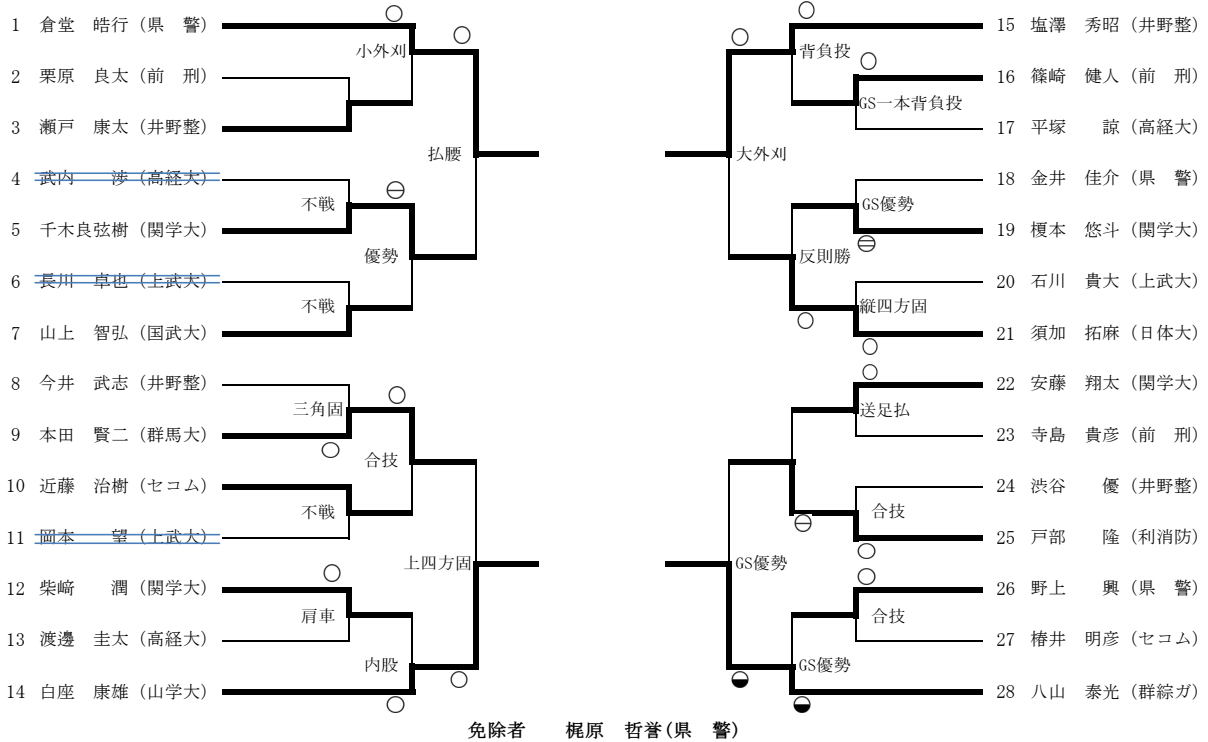 1 倉堂 皓行(県 警)
2 栗原 良太(前 刑)
3 瀬戸 康太(井野整)
4 武内 渉(高経大)
5 千木良弦樹(関学大)
6 長川 卓也(上武大)
7 山上 智弘(国武大)
8 今井 武志(井野整)
9 本田 賢二(群馬大)
10 近藤 治樹(セコム)
11 岡本 望(上武大)
12 柴﨑 潤(関学大)
13 渡邊 圭太(高経大)
14 白座 康雄(山学大)
小外刈
払腰
不戦
優勢
不戦
三角固
合技
不戦
上四方固
肩車
内股
背負投
GS一本背負投
大外刈
GS優勢
反則勝
縦四方固
送足払
合技
GS優勢
合技
GS優勢
15 塩澤 秀昭(井野整)
16 篠崎 健人(前 刑)
17 平塚 諒(高経大)
18 金井 佳介(県 警)
19 榎本 悠斗(関学大)
20 石川 貴大(上武大)
21 須加 拓麻(日体大)
22 安藤 翔太(関学大)
23 寺島 貴彦(前 刑)
24 渋谷 優(井野整)
25 戸部 隆(利消防)
26 野上 興(県 警)
27 椿井 明彦(セコム)
28 八山 泰光(群綜ガ)
免除者 梶原 哲誉(県 警)